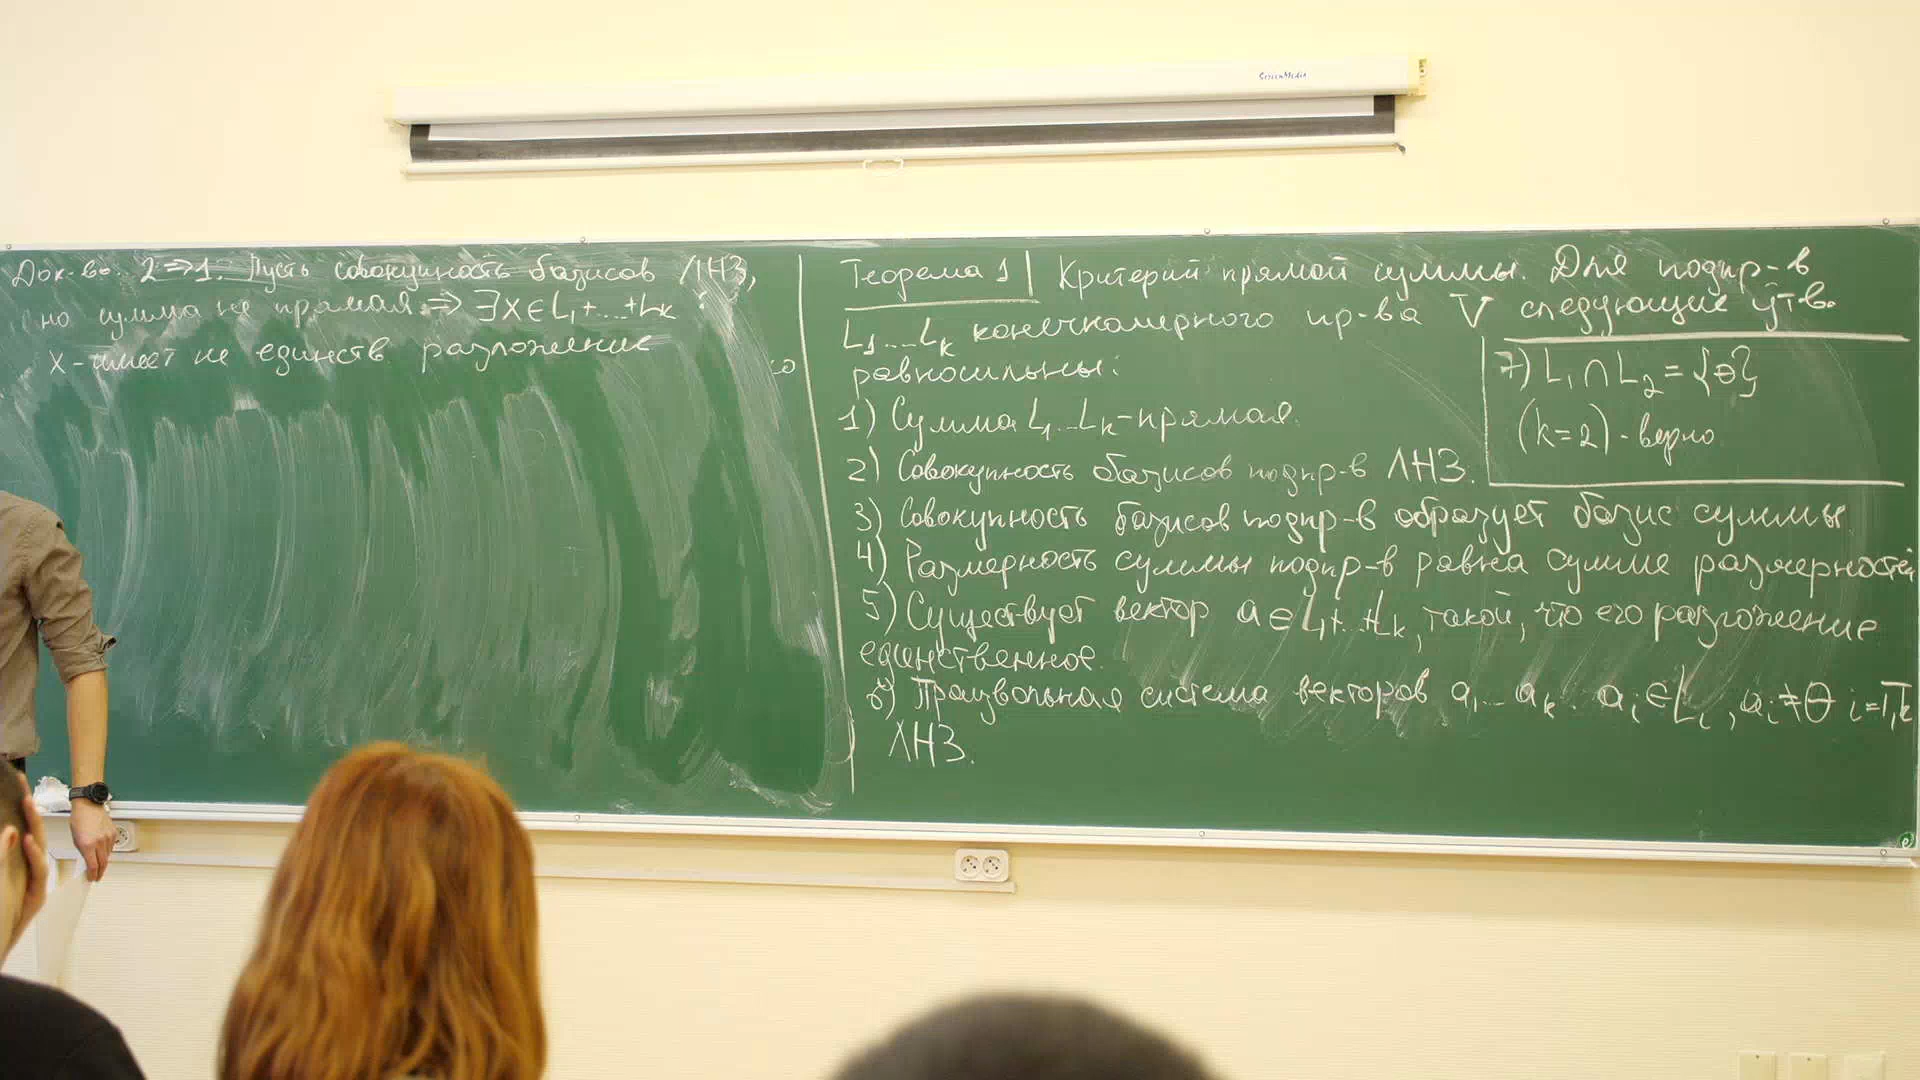 ScreenMedia
Док-во. 2⇒1. Пусть совокупность базисов ЛНЗ,
но сумма не прямая ⇒ ∃x∈L₁+...+Lₖ :
x - имеет не единств разложение
со
Теорема 1 | Критерий прямой суммы. Для подпр-в
L₁...Lₖ конечномерного пр-ва V следующие утв.
равносильны:
1) Сумма L₁...Lₖ - прямая.
2) Совокупность базисов подпр-в ЛНЗ.
3) Совокупность базисов подпр-в образует базис суммы
4) Размерность суммы подпр-в равна сумме размерностей
5) Существует вектор a∈L₁+...+Lₖ, такой, что его разложение
единственное.
6) Произвольная система векторов a₁...aₖ : aᵢ∈Lᵢ, aᵢ≠θ i=1,k
ЛНЗ.
7) L₁∩L₂={θ}
(k=2) - верно